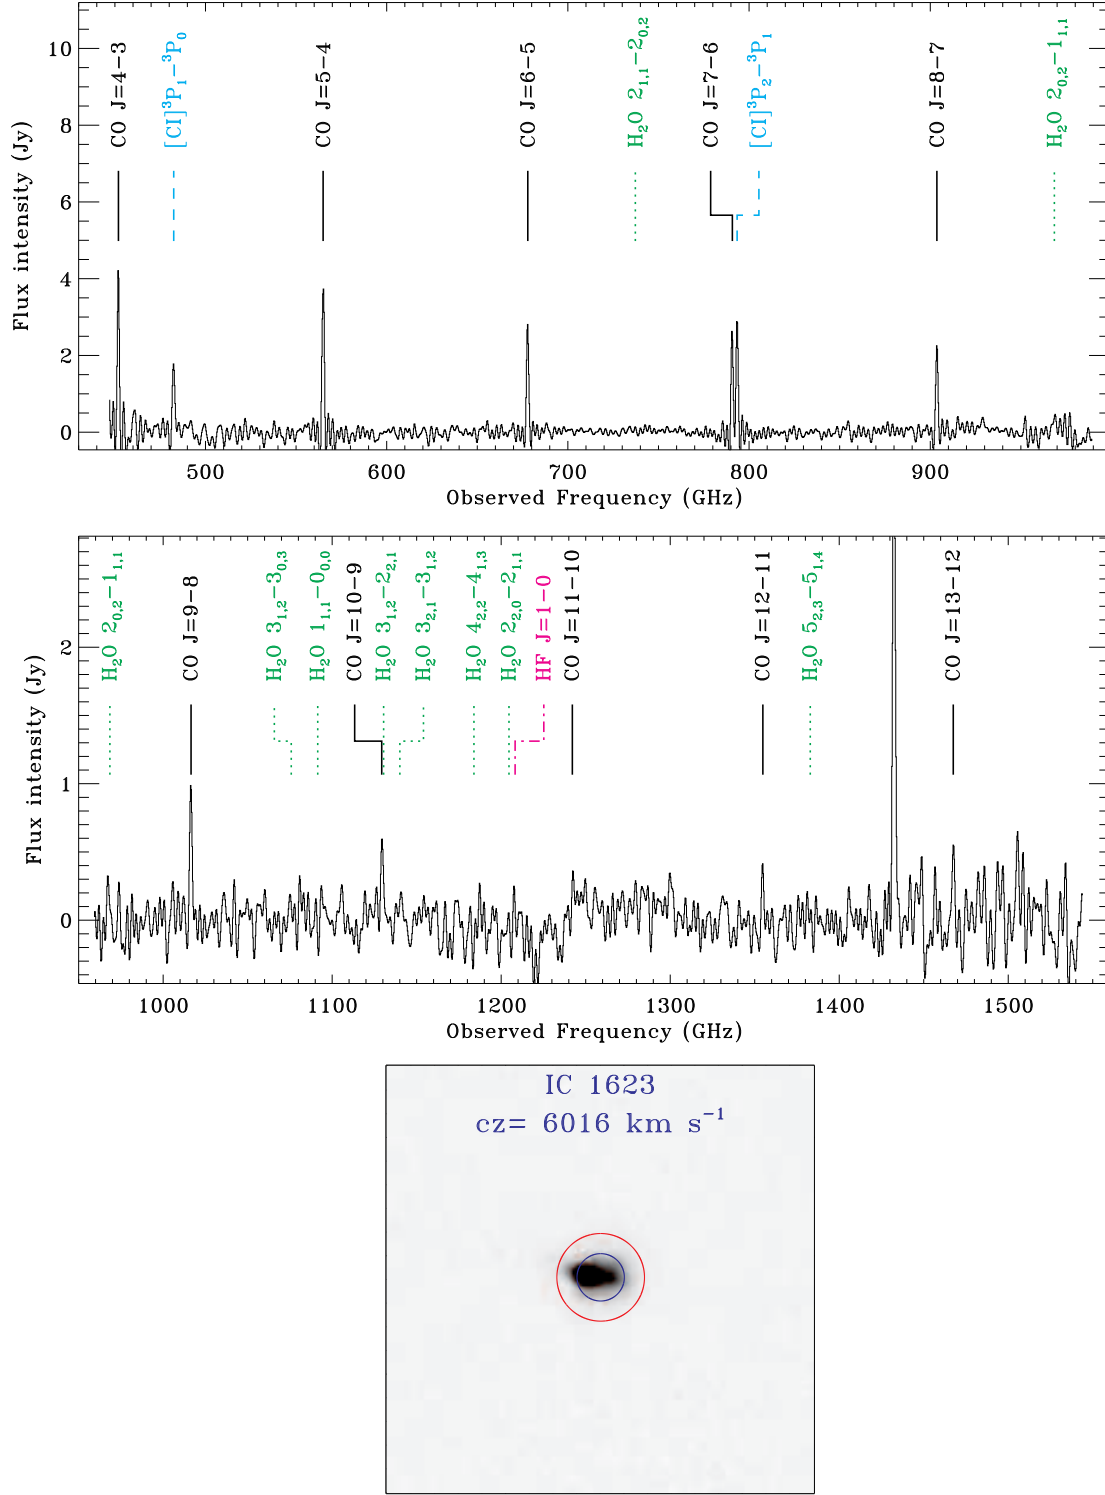 CO J=4−3
[CI]³P₁−³P₀
CO J=5−4
CO J=6−5
H₂O 2₁,₁−2₀,₂
CO J=7−6
[CI]³P₂−³P₁
CO J=8−7
H₂O 2₀,₂−1₁,₁
10
8
6
4
2
0
Flux intensity (Jy)
500 600 700 800 900
Observed Frequency (GHz)
H₂O 2₀,₂−1₁,₁
CO J=9−8
H₂O 3₁,₂−3₀,₃
H₂O 1₁,₁−0₀,₀
CO J=10−9
H₂O 3₁,₂−2₂,₁
H₂O 3₂,₁−3₁,₂
H₂O 4₂,₂−4₁,₃
H₂O 2₂,₀−2₁,₁
HF J=1−0
CO J=11−10
CO J=12−11
H₂O 5₂,₃−5₁,₄
CO J=13−12
2
1
0
Flux intensity (Jy)
1000 1100 1200 1300 1400 1500
Observed Frequency (GHz)
IC 1623
cz= 6016 km s⁻¹